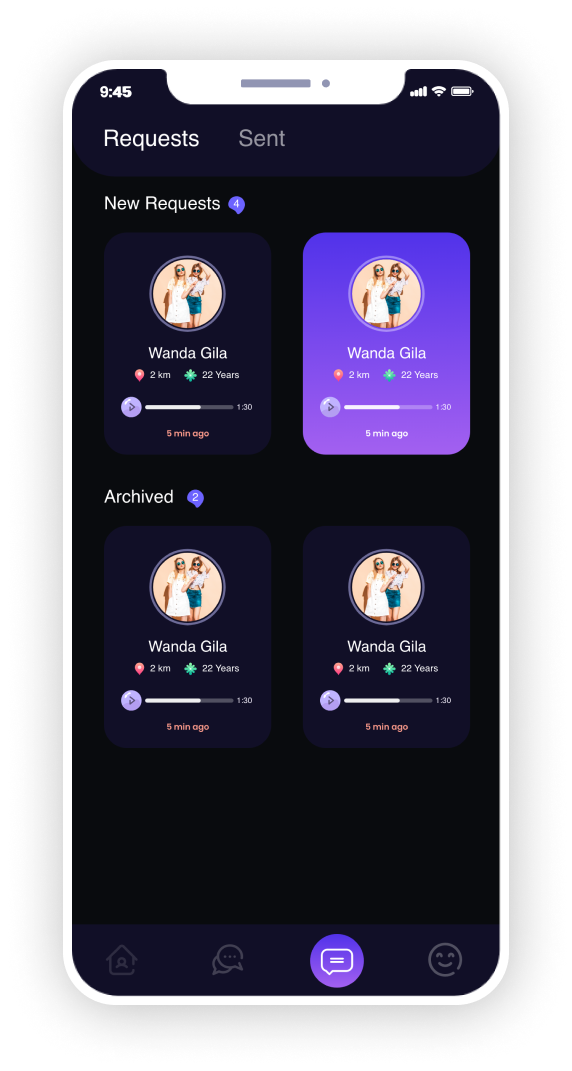 9:45
Requests Sent
New Requests 4
Wanda Gila Wanda Gila
2 km 22 Years 2 km 22 Years
1:30 1:30
5 min ago 5 min ago
Archived 2
Wanda Gila Wanda Gila
2 km 22 Years 2 km 22 Years
1:30 1:30
5 min ago 5 min ago